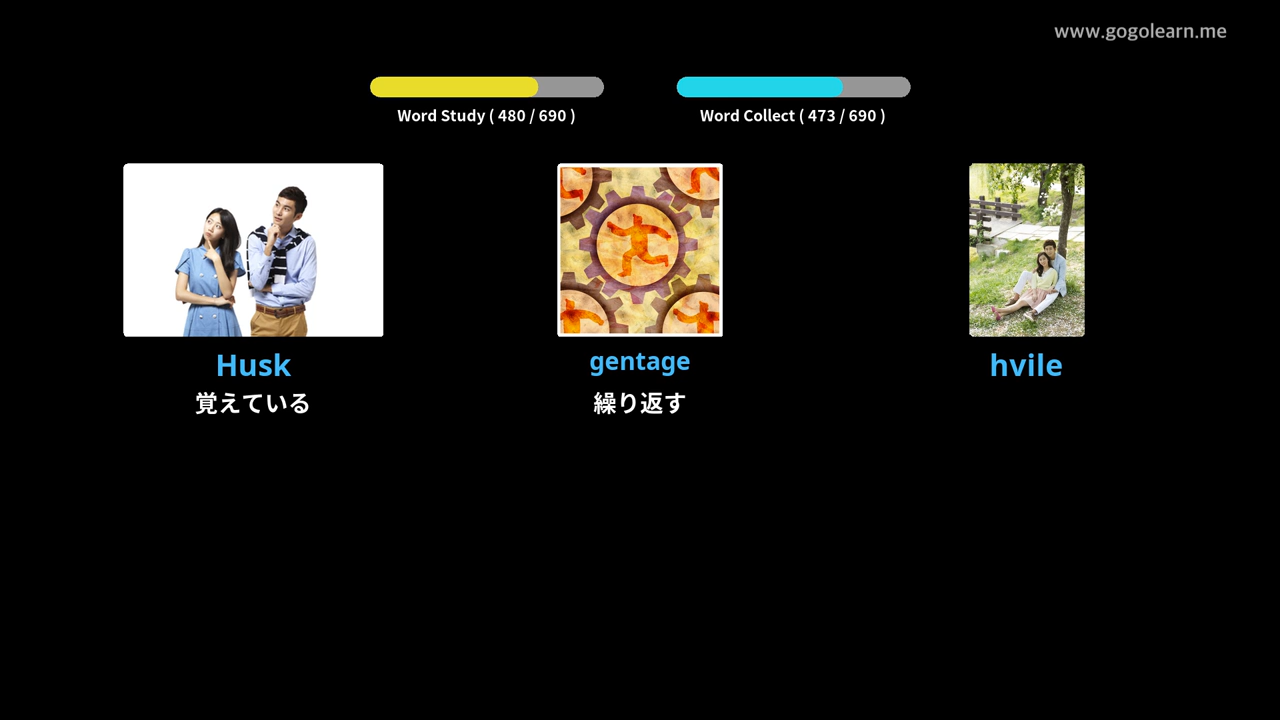 www.gogolearn.me
Word Study ( 480 / 690 )
Word Collect ( 473 / 690 )
Husk
gentage
hvile
覚えている
繰り返す